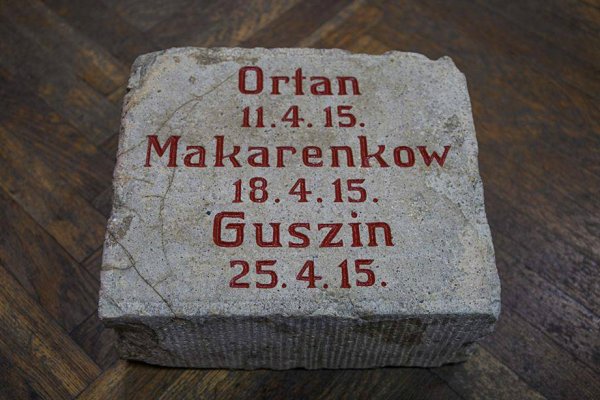 Ortan
11.4.15.
Makarenkow
18.4.15.
Guszin
25.4.15.